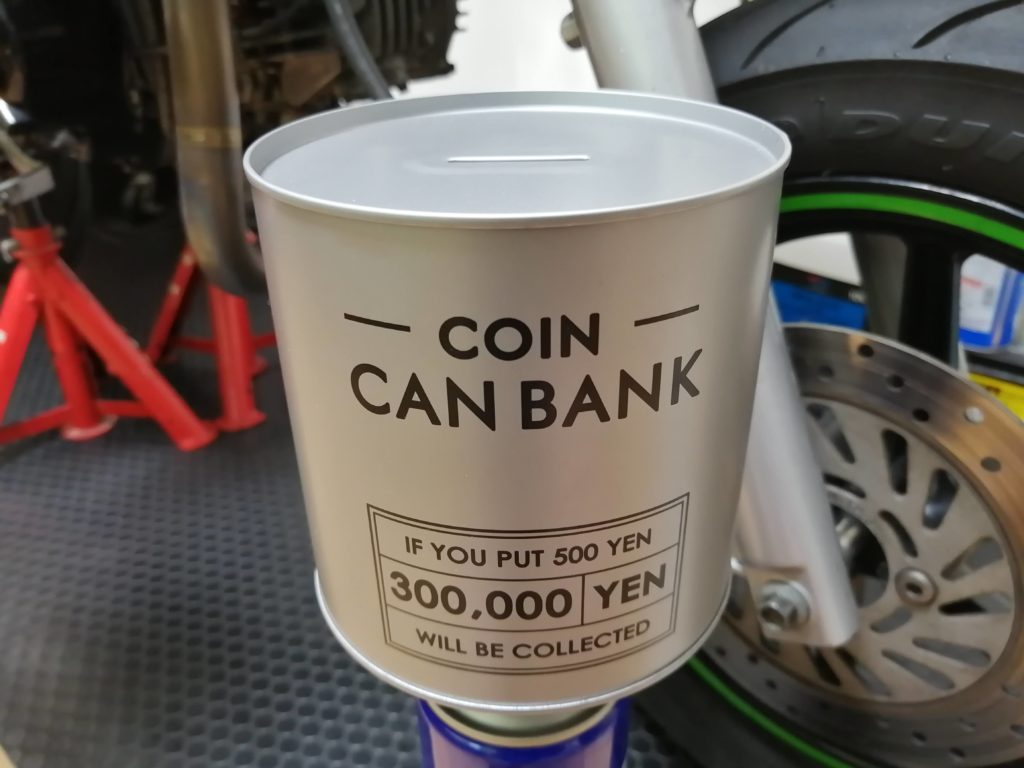 COIN
CAN BANK
IF YOU PUT 500 YEN
300,000 YEN
WILL BE COLLECTED